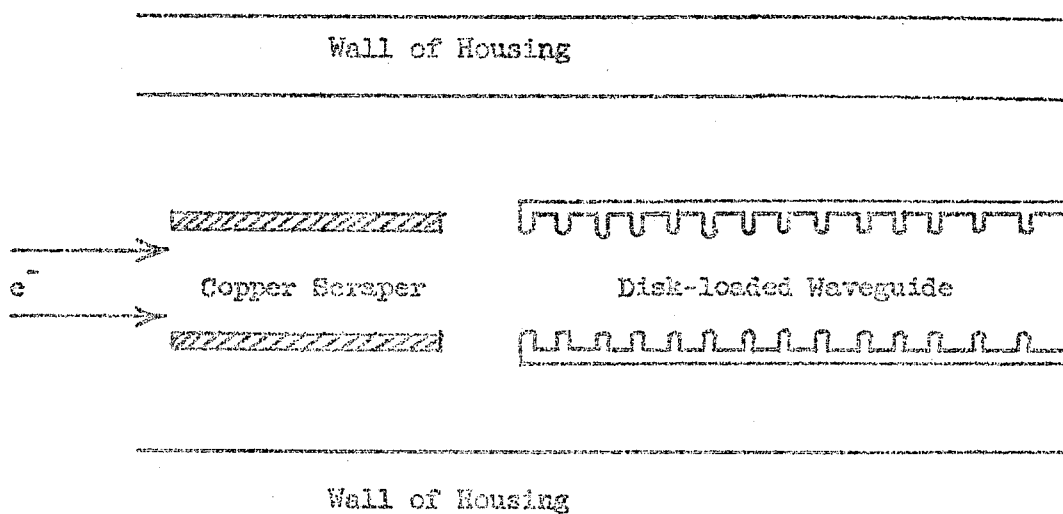 Wall of Housing
e⁻
Copper Scraper
Disk-loaded Waveguide
Wall of Housing